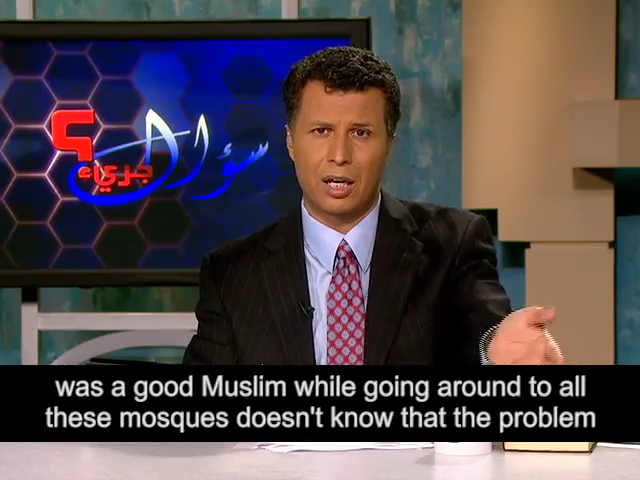 سؤال
جريء؟
was a good Muslim while going around to all
these mosques doesn't know that the problem